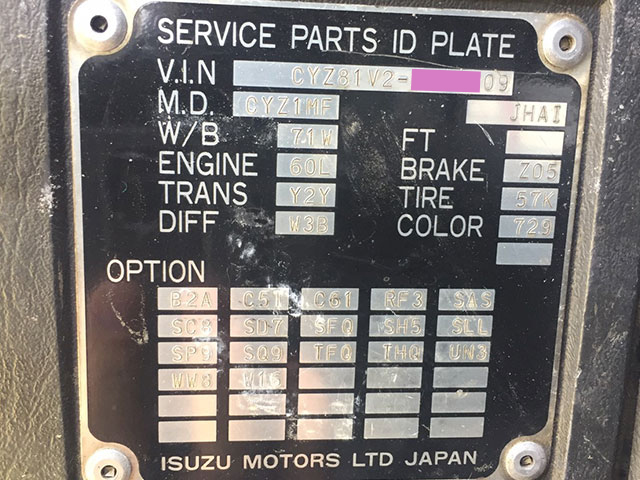 SERVICE PARTS ID PLATE
V.I.N CYZ81V2- 09
M.D. CYZ1MF JHAI
W/B 71W FT
ENGINE 60L BRAKE Z05
TRANS Y2Y TIRE 57K
DIFF W3B COLOR 729
OPTION
B2A C51 C61 RF3 SAS
SC8 SD7 SFQ SH5 SLL
SP9 SQ9 TFQ THQ UN3
WW8 W16
ISUZU MOTORS LTD JAPAN